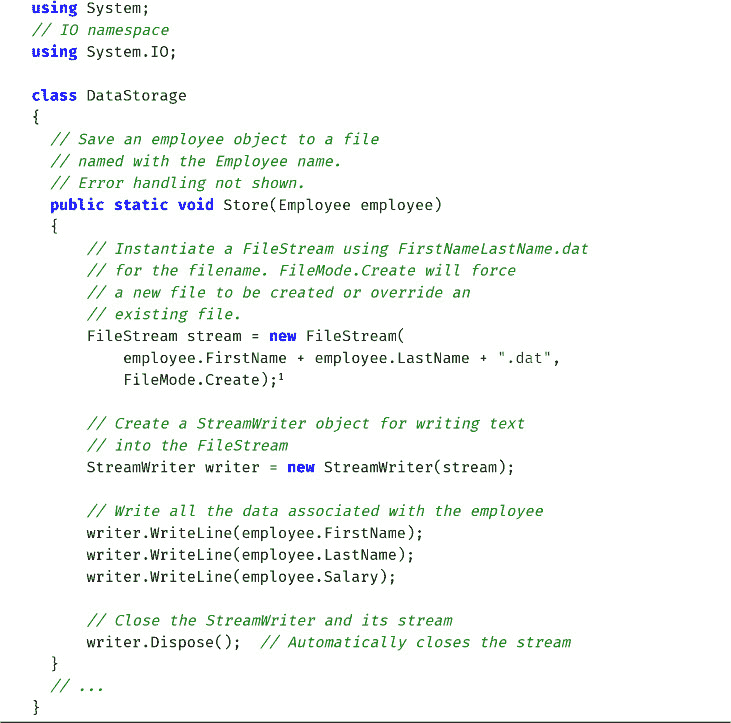 using System;
// IO namespace
using System.IO;
class DataStorage
{
// Save an employee object to a file
// named with the Employee name.
// Error handling not shown.
public static void Store(Employee employee)
{
// Instantiate a FileStream using FirstNameLastName.dat
// for the filename. FileMode.Create will force
// a new file to be created or override an
// existing file.
FileStream stream = new FileStream(
employee.FirstName + employee.LastName + ".dat",
FileMode.Create);¹
// Create a StreamWriter object for writing text
// into the FileStream
StreamWriter writer = new StreamWriter(stream);
// Write all the data associated with the employee
writer.WriteLine(employee.FirstName);
writer.WriteLine(employee.LastName);
writer.WriteLine(employee.Salary);
// Close the StreamWriter and its stream
writer.Dispose();  // Automatically closes the stream
}
// ...
}